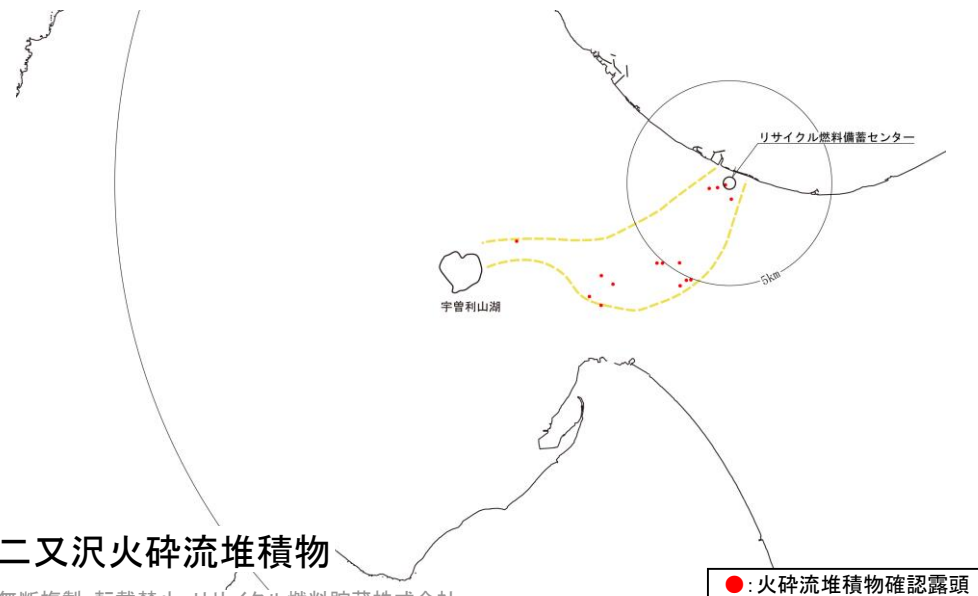 リサイクル燃料備蓄センター
5km
宇曽利山湖
二又沢火砕流堆積物
●:火砕流堆積物確認露頭